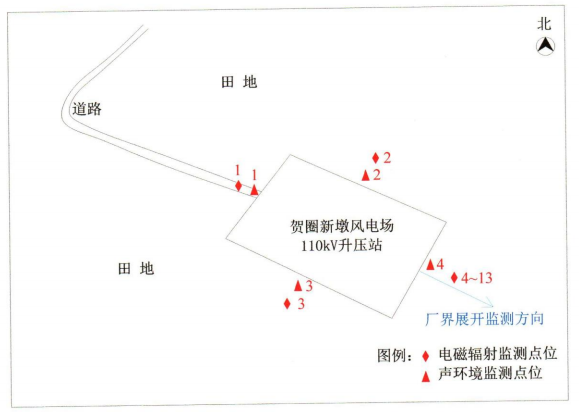 北
田 地
道路
1
1
2
2
贺圈新墩风电场
110kV升压站
田 地
4
4~13
3
3
厂界展开监测方向
图例：
电磁辐射监测点位
声环境监测点位